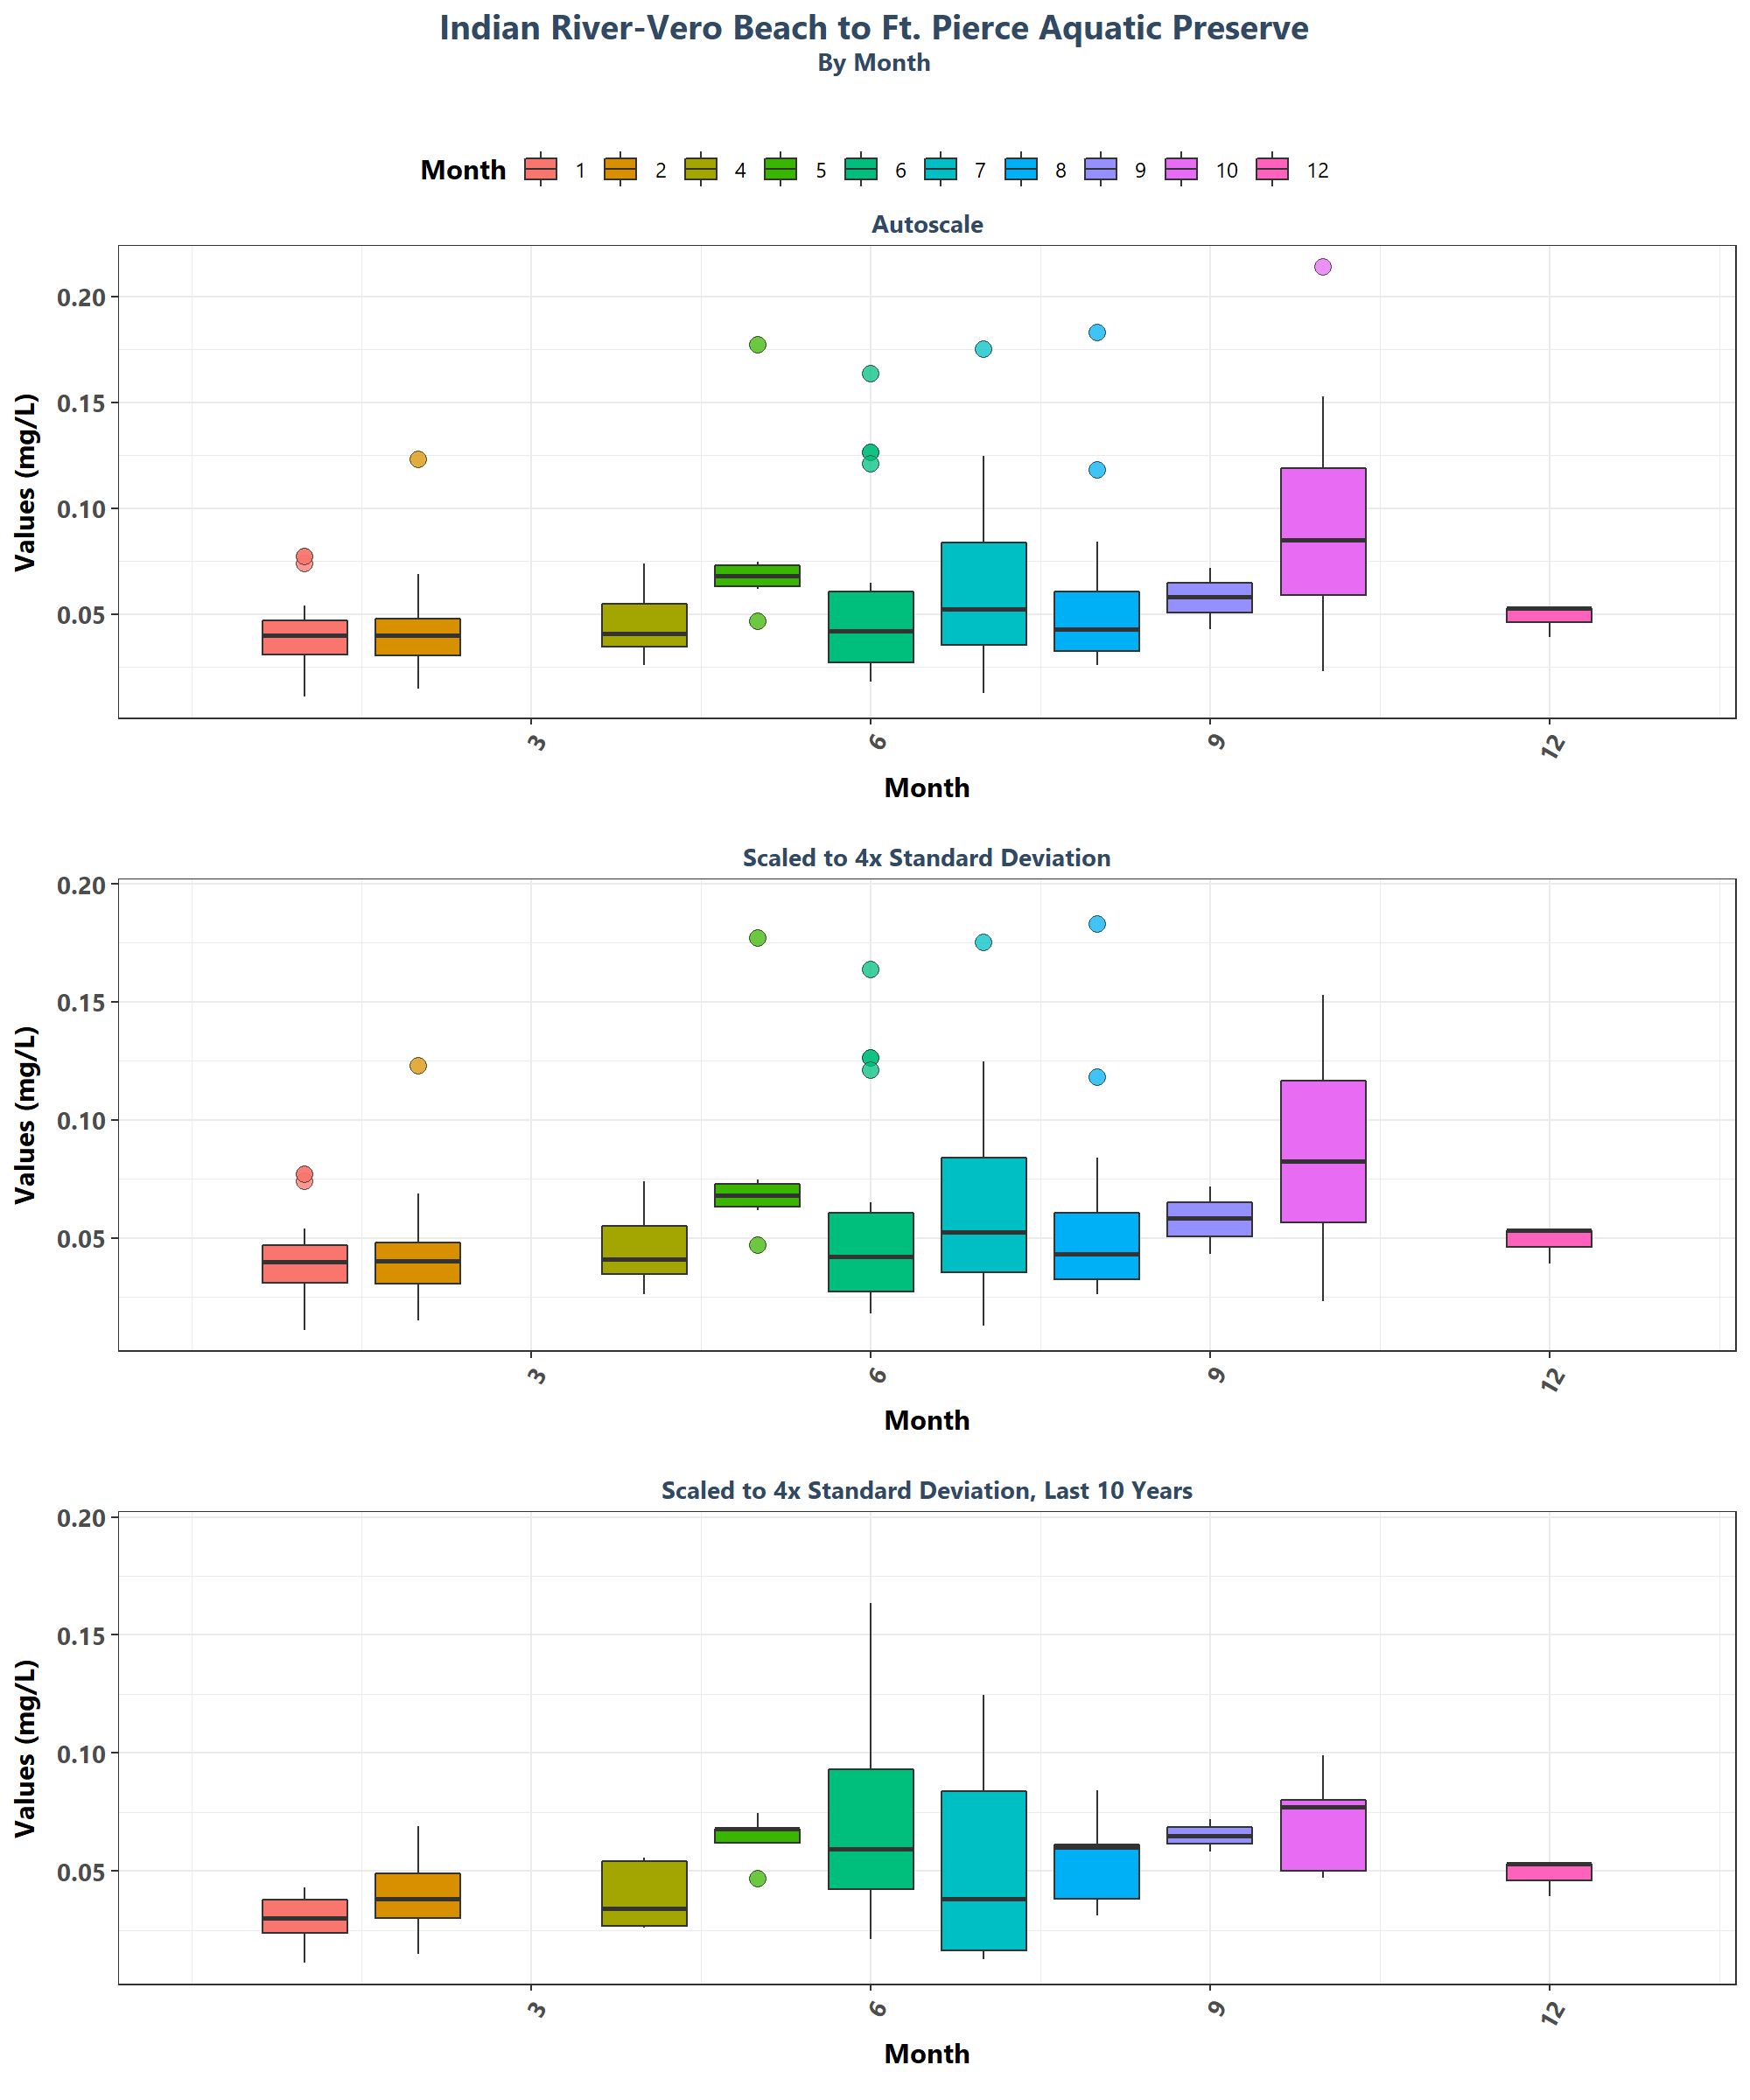 Indian River-Vero Beach to Ft. Pierce Aquatic Preserve
By Month
Month 1 2 4 5 6 7 8 9 10 12
Autoscale
Values (mg/L)
0.20
0.15
0.10
0.05
3 6 9 12
Month
Scaled to 4x Standard Deviation
Values (mg/L)
0.20
0.15
0.10
0.05
3 6 9 12
Month
Scaled to 4x Standard Deviation, Last 10 Years
Values (mg/L)
0.20
0.15
0.10
0.05
3 6 9 12
Month